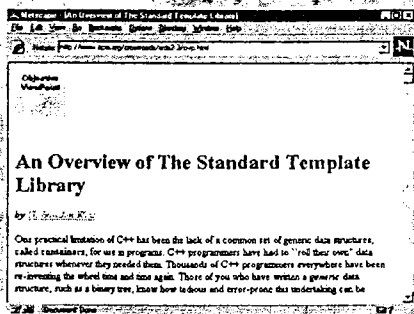 Netscape - [An Overview of The Standard Template Library]
File Edit View Go Bookmarks Options Directory Window Help
Objective
ViewPoint
An Overview of The Standard Template
Library
by
One practical limitation of C++ has been the lack of a common set of generic data structures,
called containers, for use in programs. C++ programmers have had to ``roll their own'' data
structures whenever they needed them. Thousands of C++ programmers everywhere have been
re-inventing the wheel time and time again. Those of you who have written a generic data
structure, such as a binary tree, know how tedious and error-prone this undertaking can be
Document Done